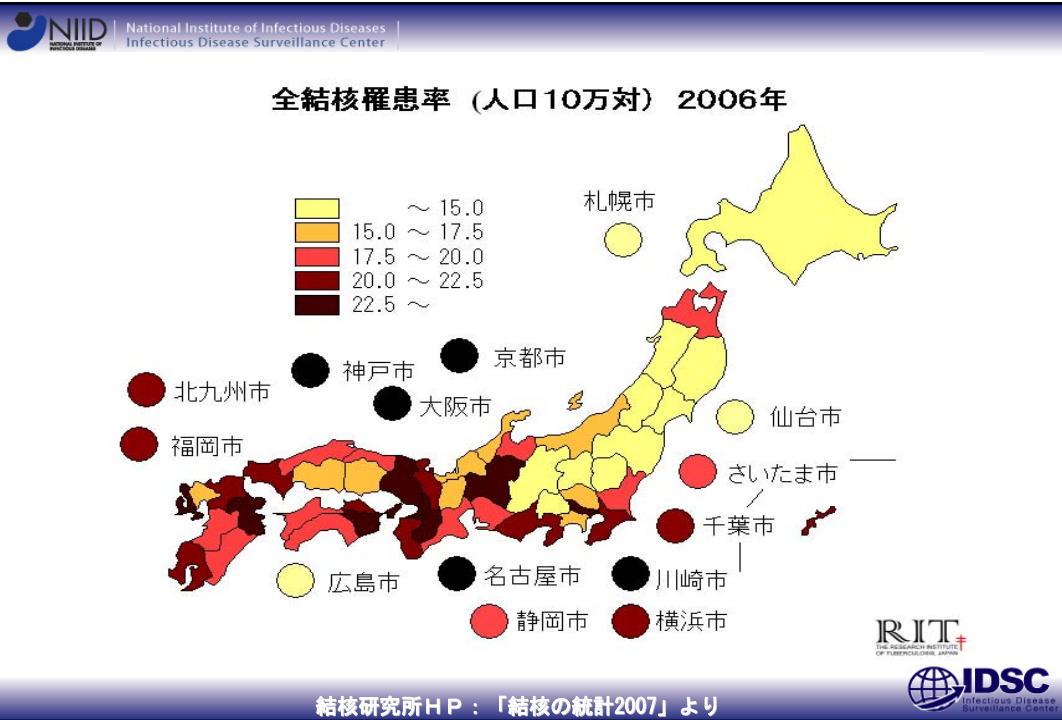 NIID
NATIONAL INSTITUTE OF
INFECTIOUS DISEASES
National Institute of Infectious Diseases
Infectious Disease Surveillance Center
全結核罹患率 (人口10万対) 2006年
～ 15.0
15.0 ～ 17.5
17.5 ～ 20.0
20.0 ～ 22.5
22.5 ～
札幌市
京都市
神戸市
北九州市
大阪市
仙台市
福岡市
さいたま市
千葉市
広島市
名古屋市
川崎市
静岡市
横浜市
RIT
THE RESEARCH INSTITUTE
OF TUBERCULOSIS, JAPAN
IDSC
Infectious Disease
Surveillance Center
結核研究所ＨＰ：「結核の統計2007」より